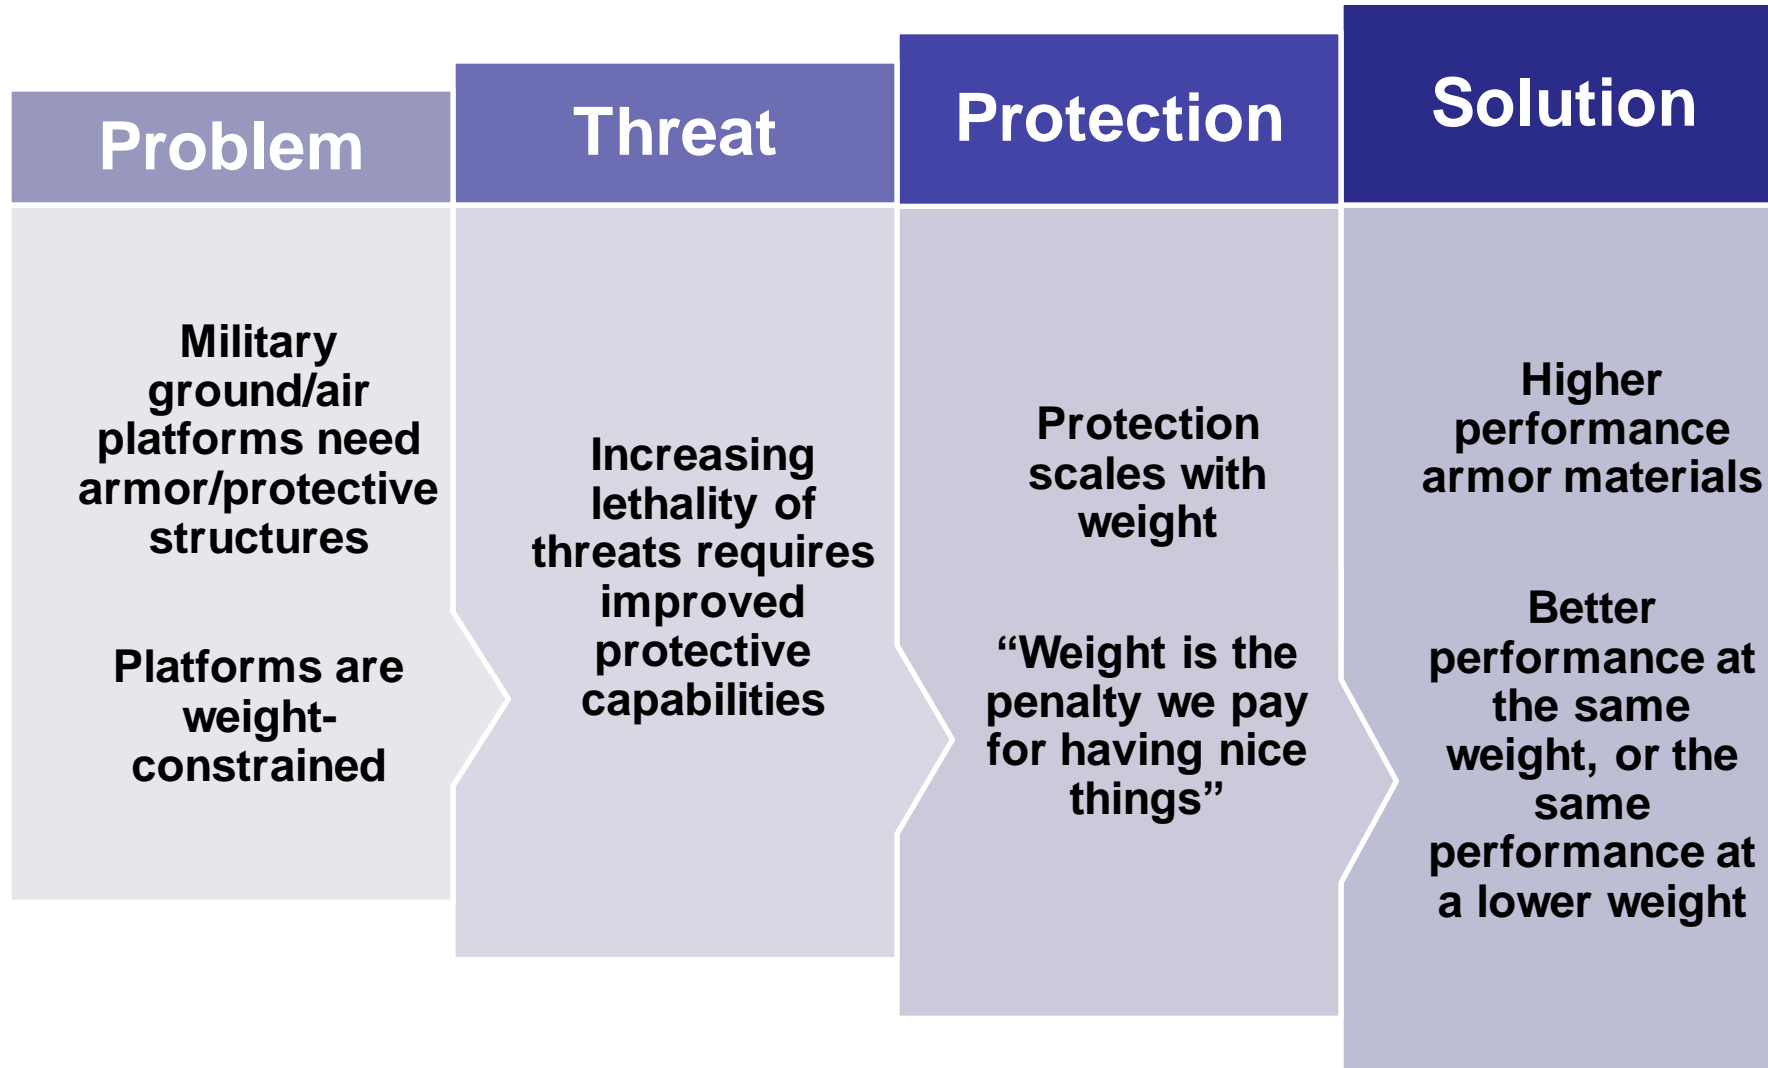 Problem
Military
ground/air
platforms need
armor/protective
structures
Platforms are
weight-
constrained
Threat
Increasing
lethality of
threats requires
improved
protective
capabilities
Protection
Protection
scales with
weight
“Weight is the
penalty we pay
for having nice
things”
Solution
Higher
performance
armor materials
Better
performance at
the same
weight, or the
same
performance at
a lower weight